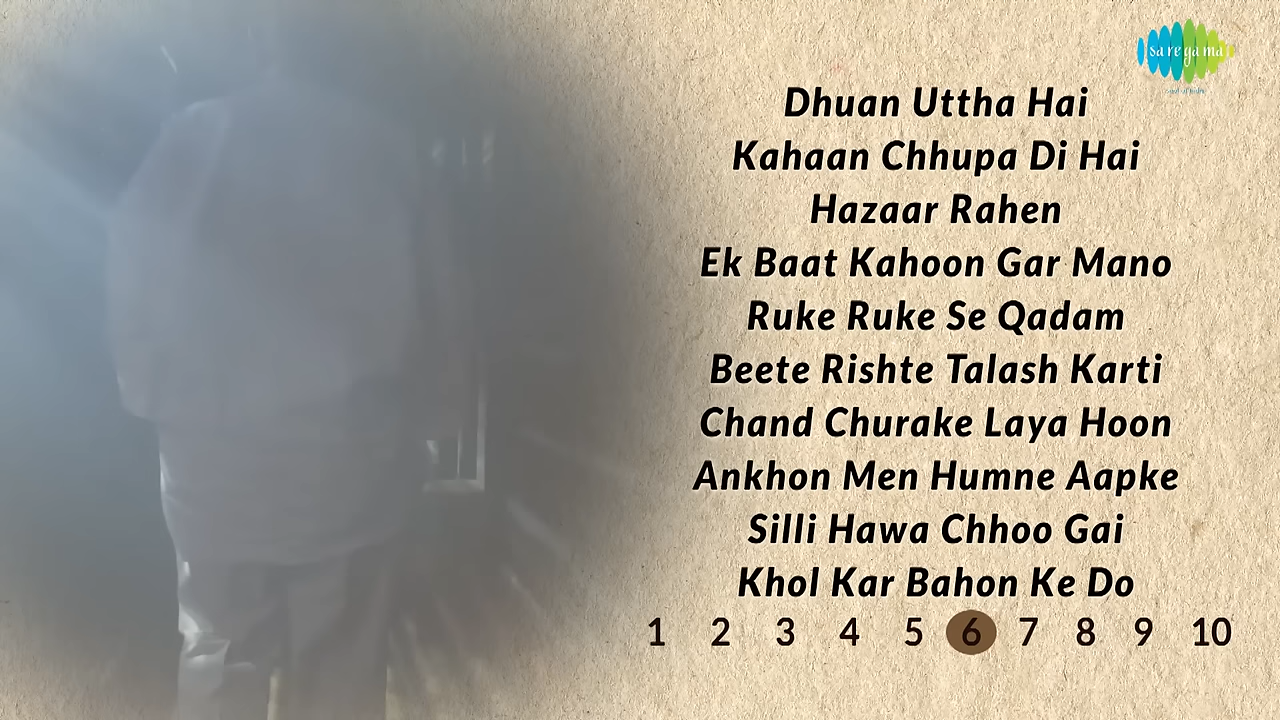 sa re ga ma
Dhuan Uttha Hai
Kahaan Chhupa Di Hai
Hazaar Rahen
Ek Baat Kahoon Gar Mano
Ruke Ruke Se Qadam
Beete Rishte Talash Karti
Chand Churake Laya Hoon
Ankhon Men Humne Aapke
Silli Hawa Chhoo Gai
Khol Kar Bahon Ke Do
1 2 3 4 5 6 7 8 9 10